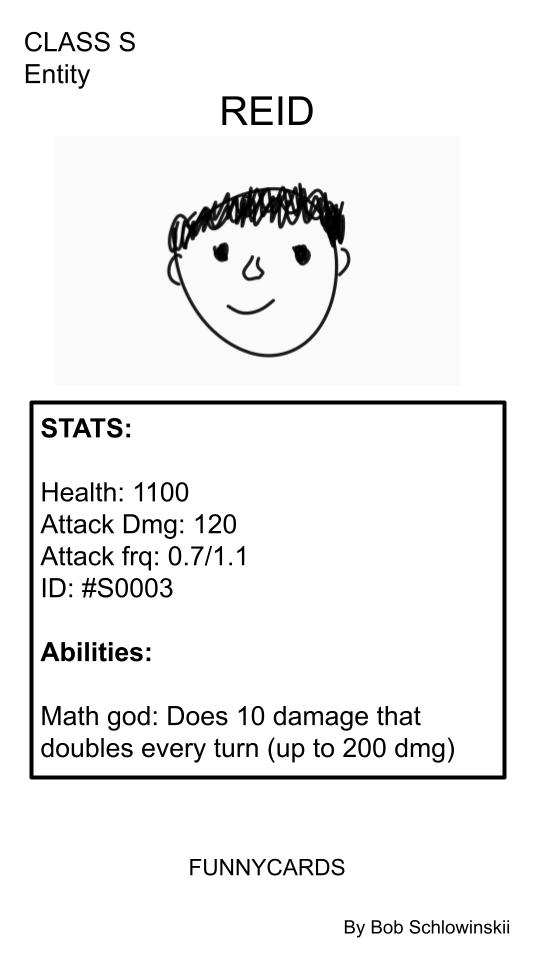 CLASS S
Entity
REID
STATS:
Health: 1100
Attack Dmg: 120
Attack frq: 0.7/1.1
ID: #S0003
Abilities:
Math god: Does 10 damage that
doubles every turn (up to 200 dmg)
FUNNYCARDS
By Bob Schlowinskii